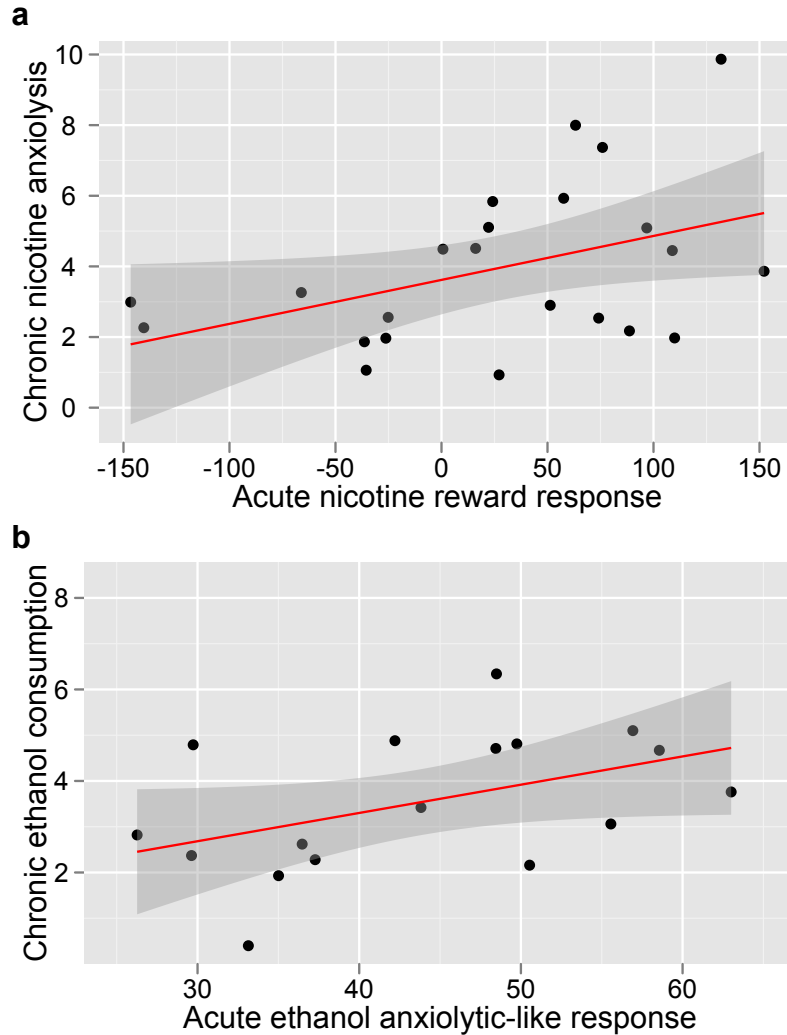 a
Chronic nicotine anxiolysis
10
8
6
4
2
0
-150 -100 -50 0 50 100 150
Acute nicotine reward response
b
Chronic ethanol consumption
8
6
4
2
30 40 50 60
Acute ethanol anxiolytic-like response